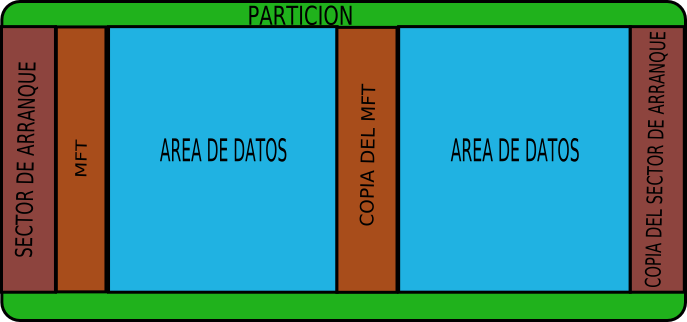 PARTICION
SECTOR DE ARRANQUE
MFT
AREA DE DATOS
COPIA DEL MFT
AREA DE DATOS
COPIA DEL SECTOR DE ARRANQUE